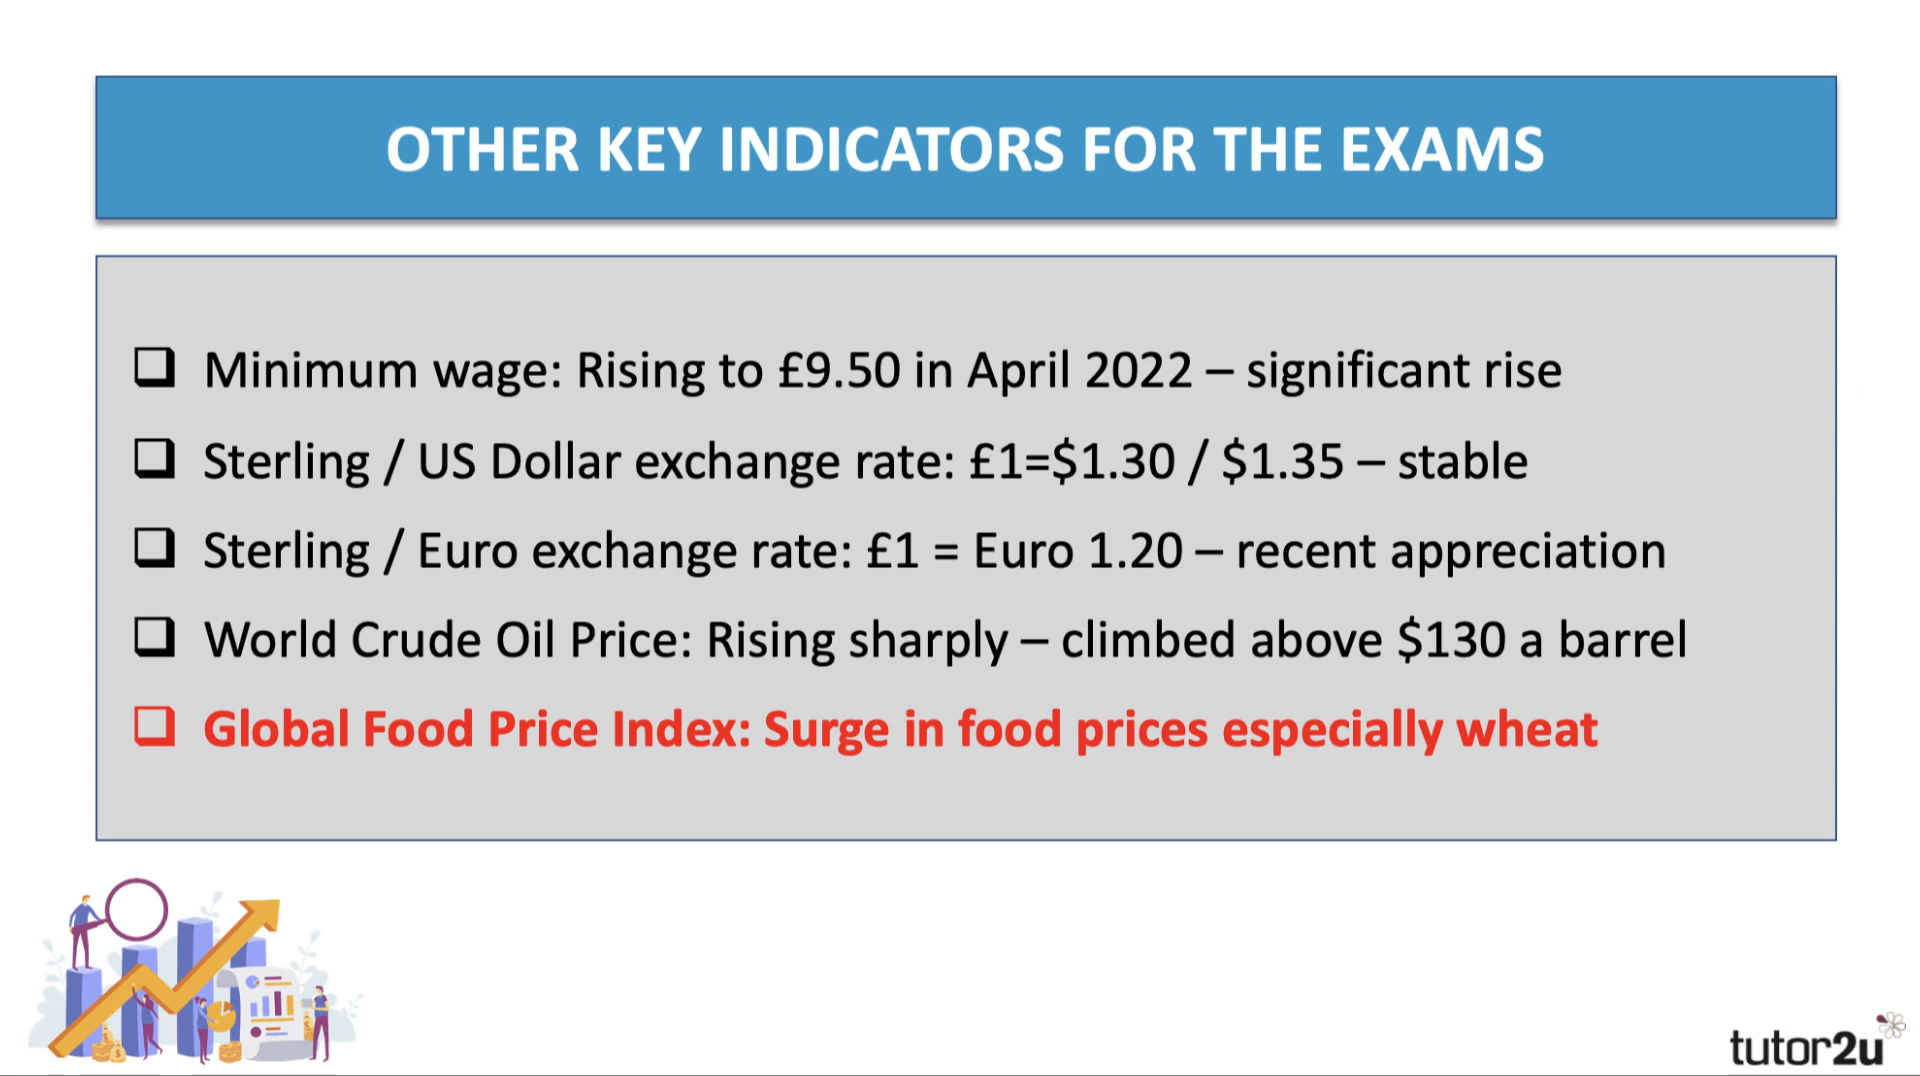 OTHER KEY INDICATORS FOR THE EXAMS
Minimum wage: Rising to £9.50 in April 2022 – significant rise
Sterling / US Dollar exchange rate: £1=$1.30 / $1.35 – stable
Sterling / Euro exchange rate: £1 = Euro 1.20 – recent appreciation
World Crude Oil Price: Rising sharply – climbed above $130 a barrel
Global Food Price Index: Surge in food prices especially wheat
tutor2u